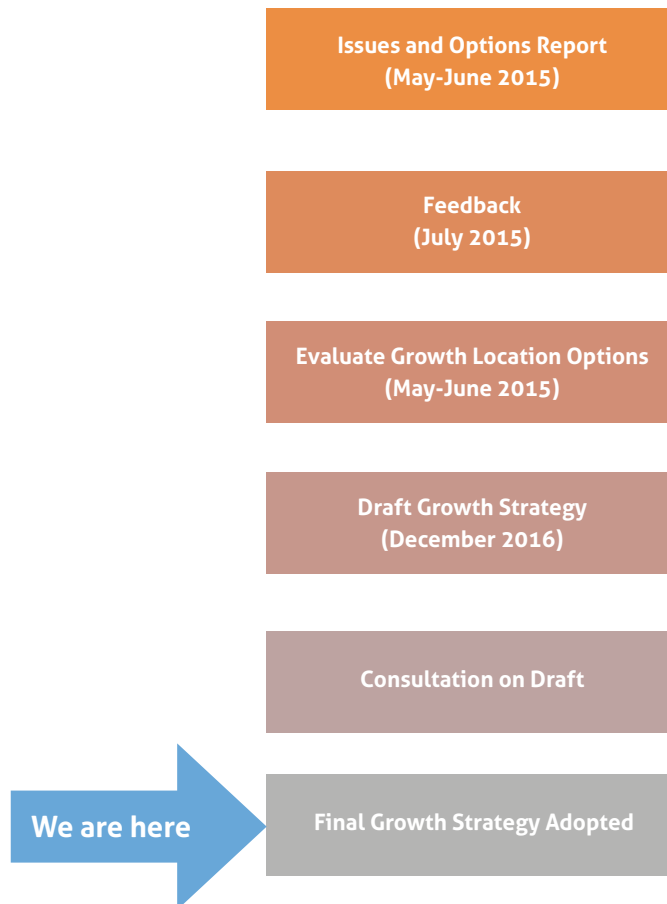 Issues and Options Report
(May-June 2015)
Feedback
(July 2015)
Evaluate Growth Location Options
(May-June 2015)
Draft Growth Strategy
(December 2016)
Consultation on Draft
We are here
Final Growth Strategy Adopted